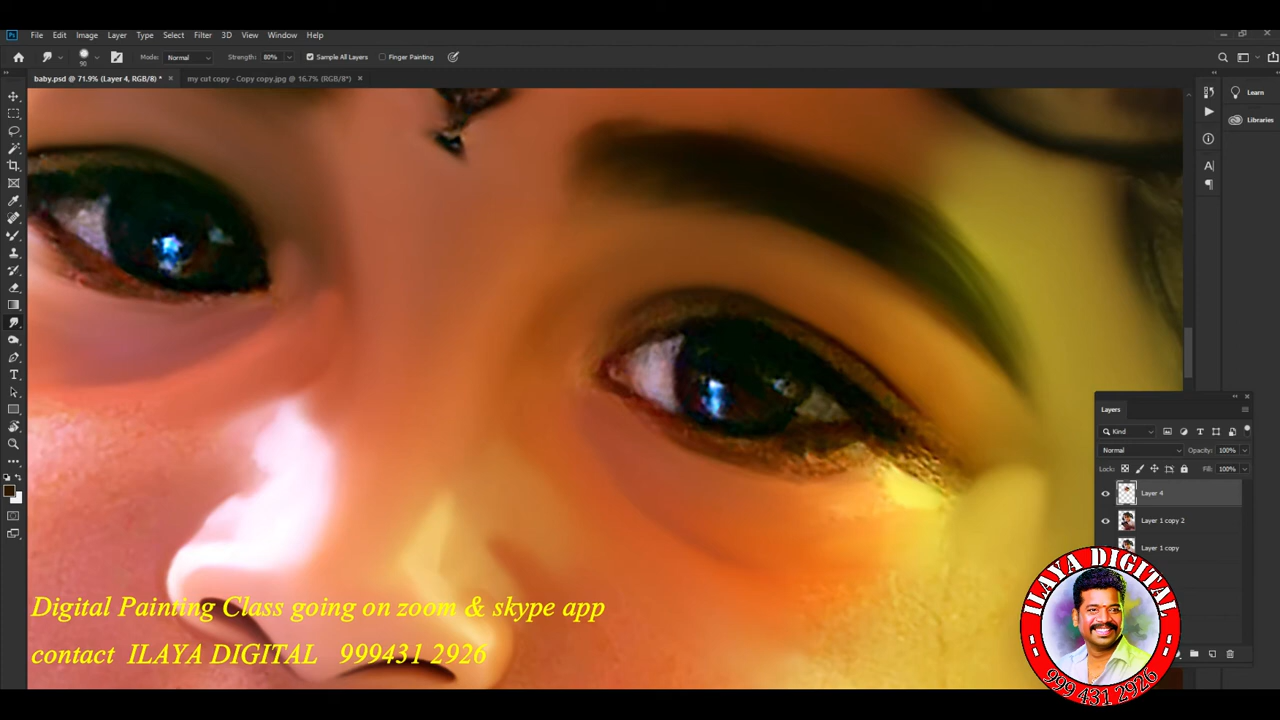 Ps File Edit Image Layer Type Select Filter 3D View Window Help
90 Mode: Normal Strength: 80% Sample All Layers Finger Painting
baby.psd @ 71.9% (Layer 4, RGB/8) * × my cut copy - Copy copy.jpg @ 16.7% (RGB/8*) ×
Learn
Libraries
Layers
Kind
Normal Opacity: 100%
Lock: Fill: 100%
Layer 4
Layer 1 copy 2
Layer 1 copy
Digital Painting Class going on zoom & skype app
contact ILAYA DIGITAL 999431 2926
ILAYA DIGITAL
999 431 2926